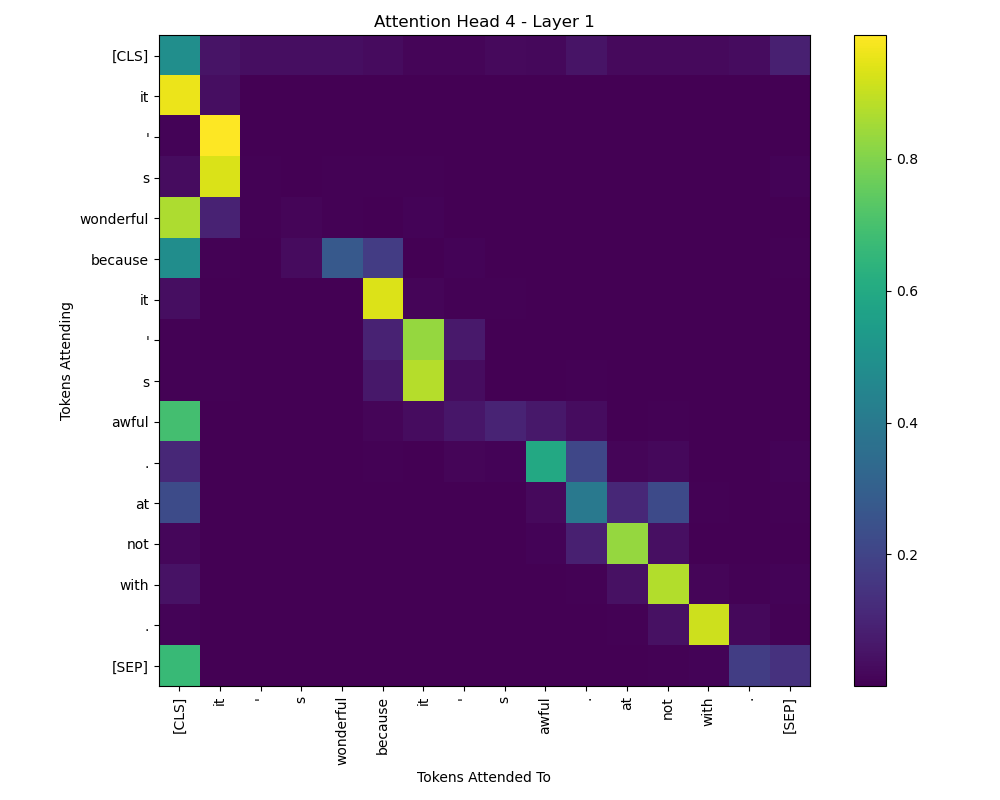 Attention Head 4 - Layer 1
[CLS]
it
'
s
wonderful
because
it
'
s
awful
.
at
not
with
.
[SEP]
Tokens Attending
[CLS]
it
'
s
wonderful
because
it
'
s
awful
.
at
not
with
.
[SEP]
Tokens Attended To
0.8
0.6
0.4
0.2